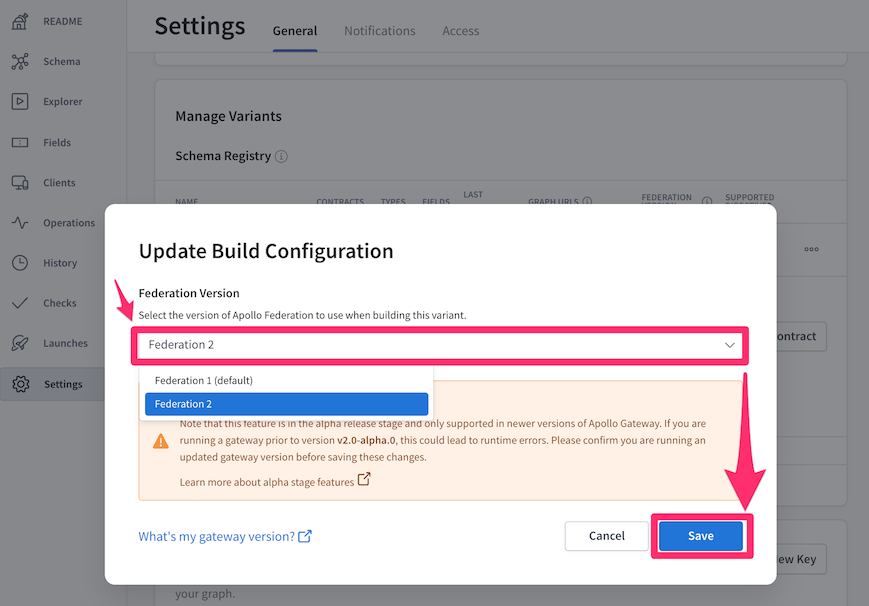 README
Schema
Explorer
Fields
Clients
Operations
History
Checks
Launches
Settings
Settings
General
Notifications
Access
Manage Variants
Schema Registry
NAME
CONTRACTS
TYPES
FIELDS
LAST
GRAPH URLS
FEDERATION
SUPPORTED
Update Build Configuration
Federation Version
Select the version of Apollo Federation to use when building this variant.
Federation 2
Federation 1 (default)
Federation 2
Note that this feature is in the alpha release stage and only supported in newer versions of Apollo Gateway. If you are
running a gateway prior to version v2.0-alpha.0, this could lead to runtime errors. Please confirm you are running an
updated gateway version before saving these changes.
Learn more about alpha stage features
What's my gateway version?
Cancel
Save
ontract
ew Key
your graph.